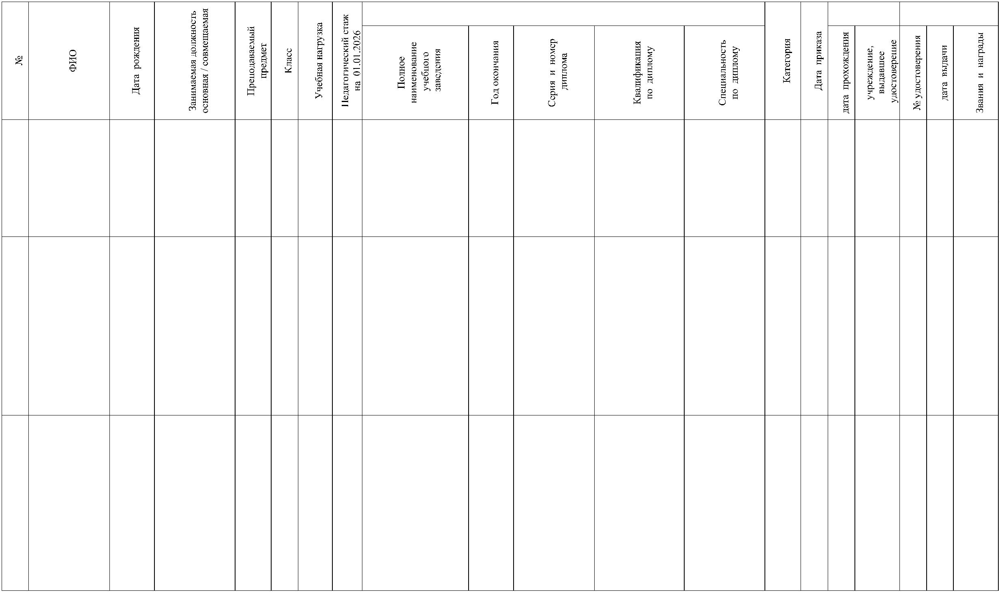 №
ФИО
Дата рождения
Занимаемая должность
основная / совмещаемая
Преподаваемый
предмет
Класс
Учебная нагрузка
Педагогический стаж
на 01.01.2026
Полное
наименование
учебного
заведения
Год окончания
Серия и номер
диплома
Квалификация
по диплому
Специальность
по диплому
Категория
Дата приказа
дата прохождения
учреждение,
выдавшее
удостоверение
№ удостоверения
дата выдачи
Звания и награды